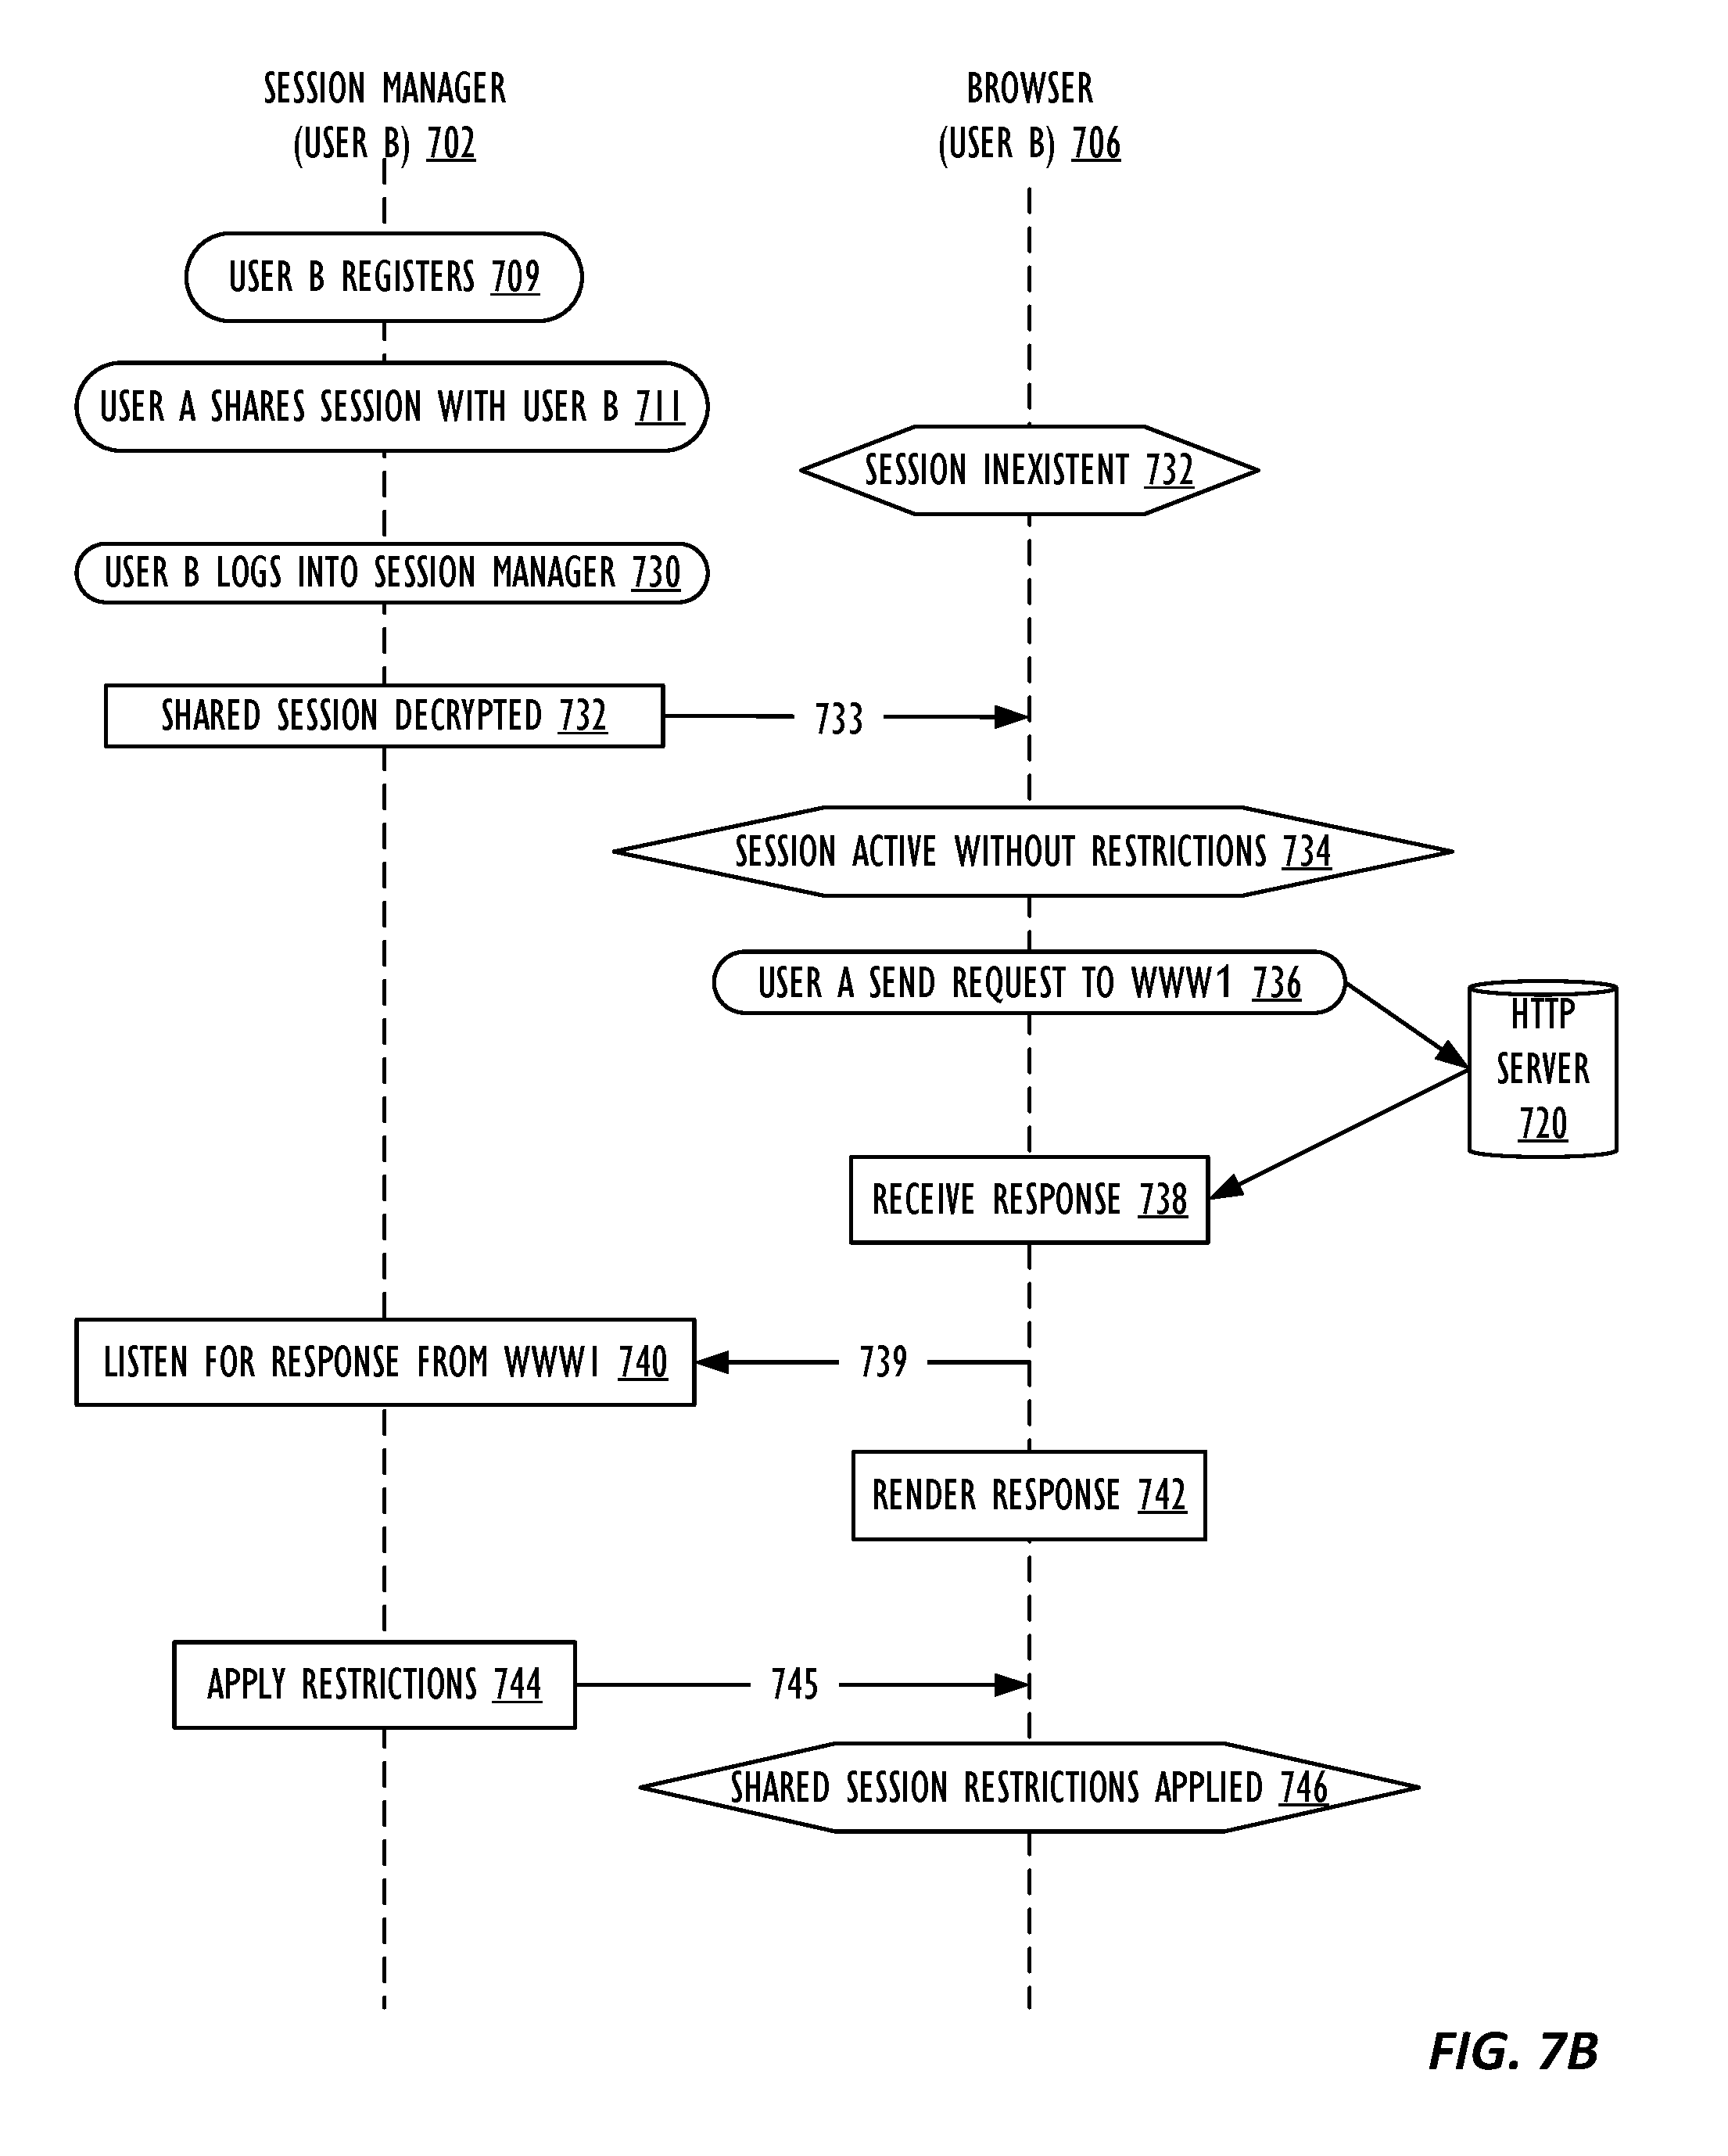 SESSION MANAGER
(USER B) 702
BROWSER
(USER B) 706
USER B REGISTERS 709
USER A SHARES SESSION WITH USER B 711
SESSION INEXISTENT 732
USER B LOGS INTO SESSION MANAGER 730
SHARED SESSION DECRYPTED 732
733
SESSION ACTIVE WITHOUT RESTRICTIONS 734
USER A SEND REQUEST TO WWW1 736
HTTP
SERVER
720
RECEIVE RESPONSE 738
LISTEN FOR RESPONSE FROM WWW1 740
739
RENDER RESPONSE 742
APPLY RESTRICTIONS 744
745
SHARED SESSION RESTRICTIONS APPLIED 746
FIG. 7B